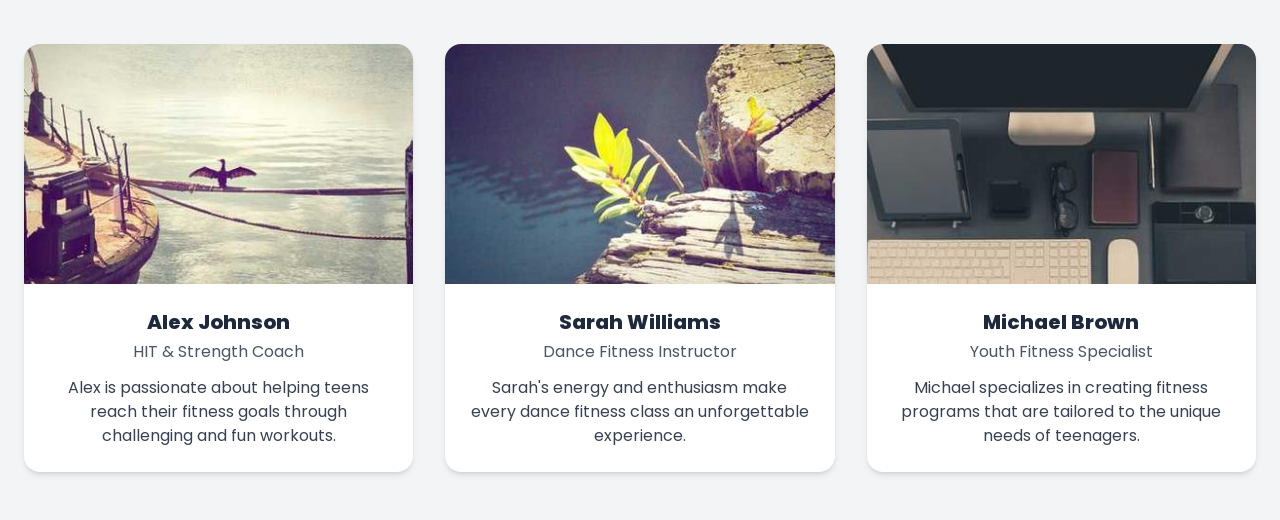 Alex Johnson
HIT & Strength Coach
Alex is passionate about helping teens
reach their fitness goals through
challenging and fun workouts.
Sarah Williams
Dance Fitness Instructor
Sarah's energy and enthusiasm make
every dance fitness class an unforgettable
experience.
Michael Brown
Youth Fitness Specialist
Michael specializes in creating fitness
programs that are tailored to the unique
needs of teenagers.